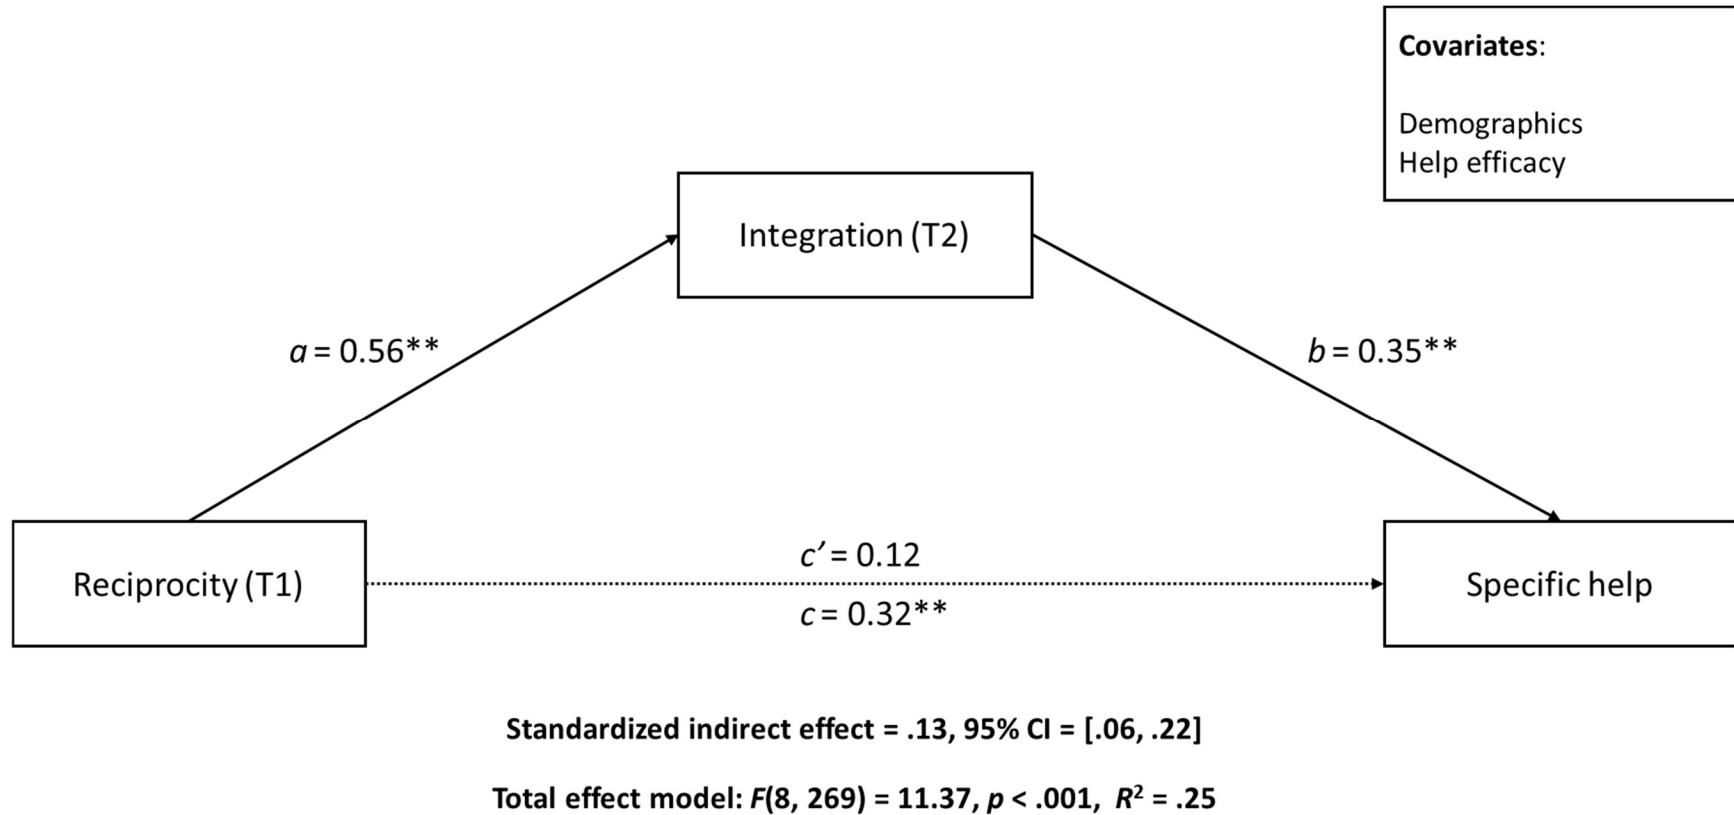 Covariates:
Demographics
Help efficacy
Integration (T2)
a = 0.56**
b = 0.35**
Reciprocity (T1)
c′ = 0.12
c = 0.32**
Specific help
Standardized indirect effect = .13, 95% CI = [.06, .22]
Total effect model: F(8, 269) = 11.37, p < .001, R² = .25